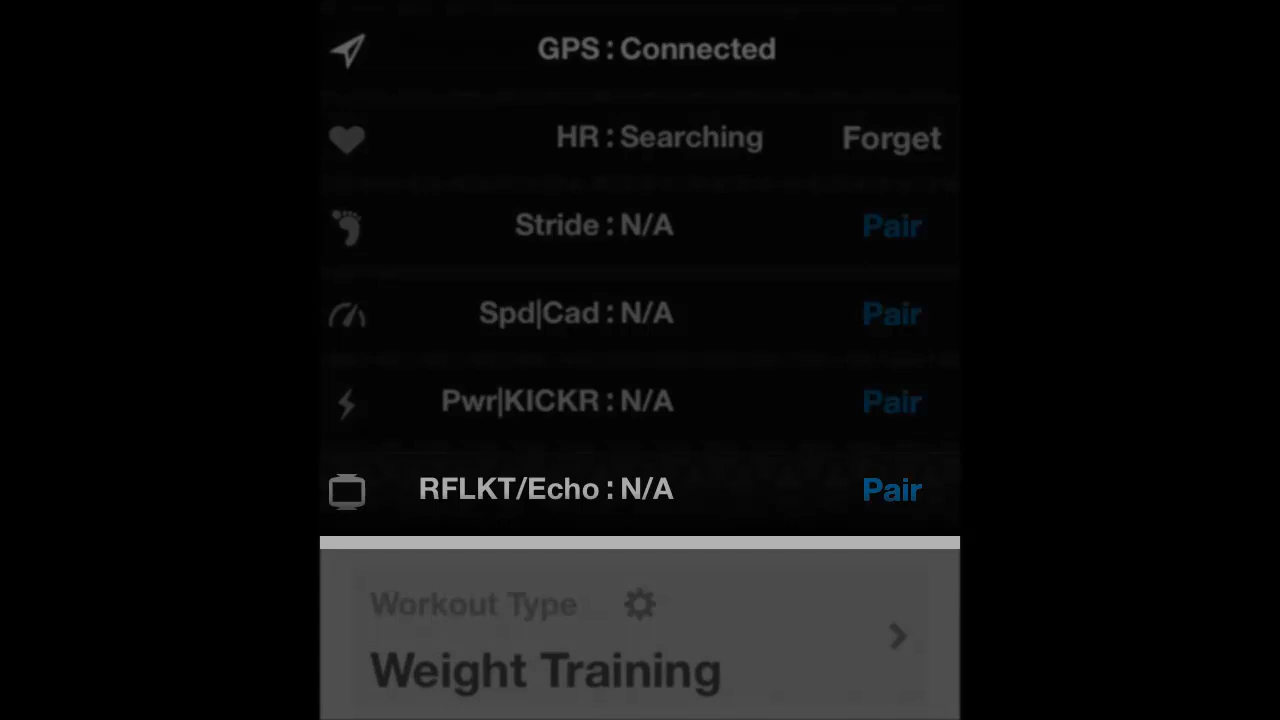 GPS : Connected
HR : Searching Forget
Stride : N/A Pair
Spd|Cad : N/A Pair
Pwr|KICKR : N/A Pair
RFLKT/Echo : N/A Pair
Workout Type
Weight Training